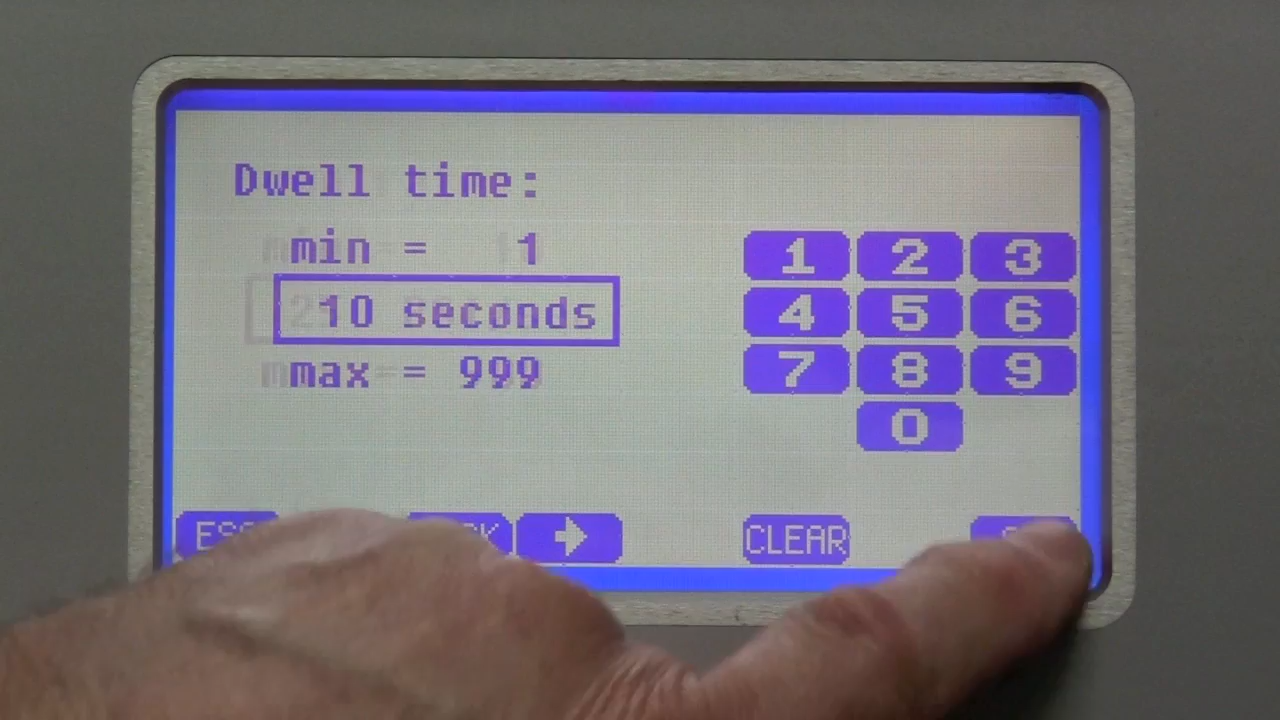 Dwell time:
min = 1
10 seconds
max = 999
1 2 3
4 5 6
7 8 9
0
CLEAR